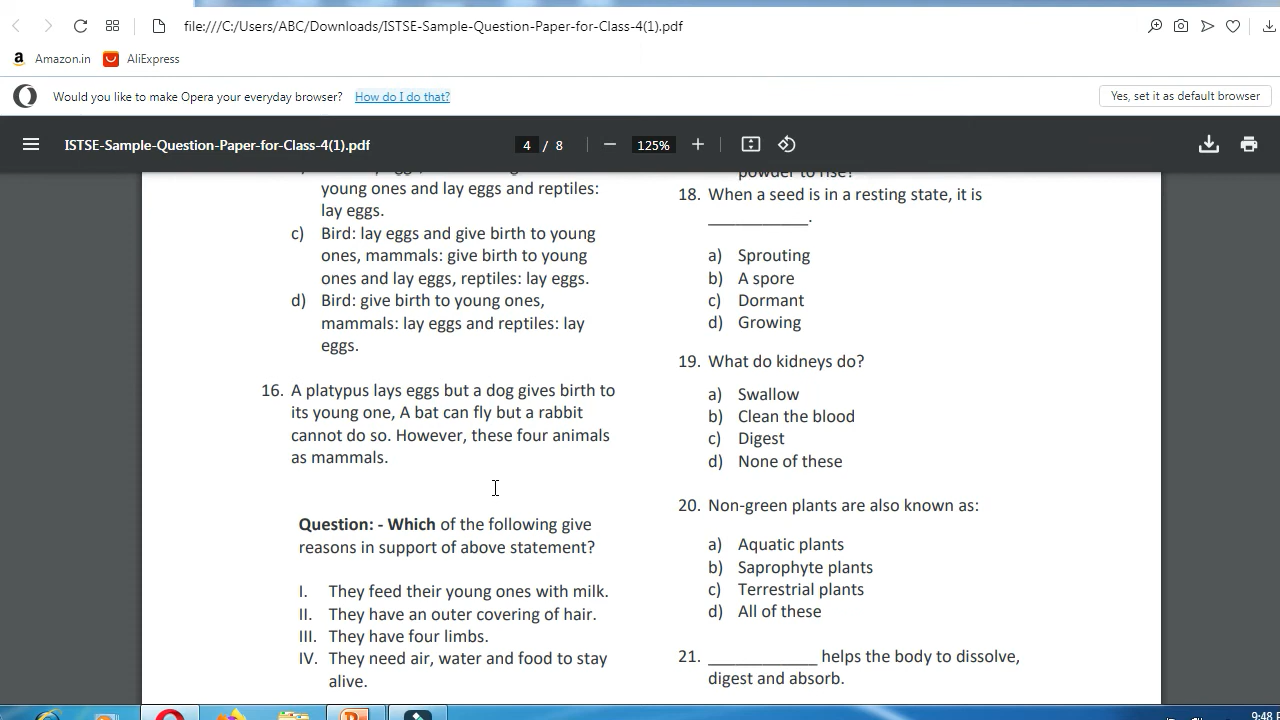 file:///C:/Users/ABC/Downloads/ISTSE-Sample-Question-Paper-for-Class-4(1).pdf
Amazon.in AliExpress
Would you like to make Opera your everyday browser? How do I do that? Yes, set it as default browser
ISTSE-Sample-Question-Paper-for-Class-4(1).pdf 4 / 8 125%
young ones and lay eggs and reptiles:
lay eggs.
c) Bird: lay eggs and give birth to young
ones, mammals: give birth to young
ones and lay eggs, reptiles: lay eggs.
d) Bird: give birth to young ones,
mammals: lay eggs and reptiles: lay
eggs.
16. A platypus lays eggs but a dog gives birth to
its young one, A bat can fly but a rabbit
cannot do so. However, these four animals
as mammals.
Question: - Which of the following give
reasons in support of above statement?
I. They feed their young ones with milk.
II. They have an outer covering of hair.
III. They have four limbs.
IV. They need air, water and food to stay
alive.
powder to rise?
18. When a seed is in a resting state, it is
___________.
a) Sprouting
b) A spore
c) Dormant
d) Growing
19. What do kidneys do?
a) Swallow
b) Clean the blood
c) Digest
d) None of these
20. Non-green plants are also known as:
a) Aquatic plants
b) Saprophyte plants
c) Terrestrial plants
d) All of these
21. ____________ helps the body to dissolve,
digest and absorb.